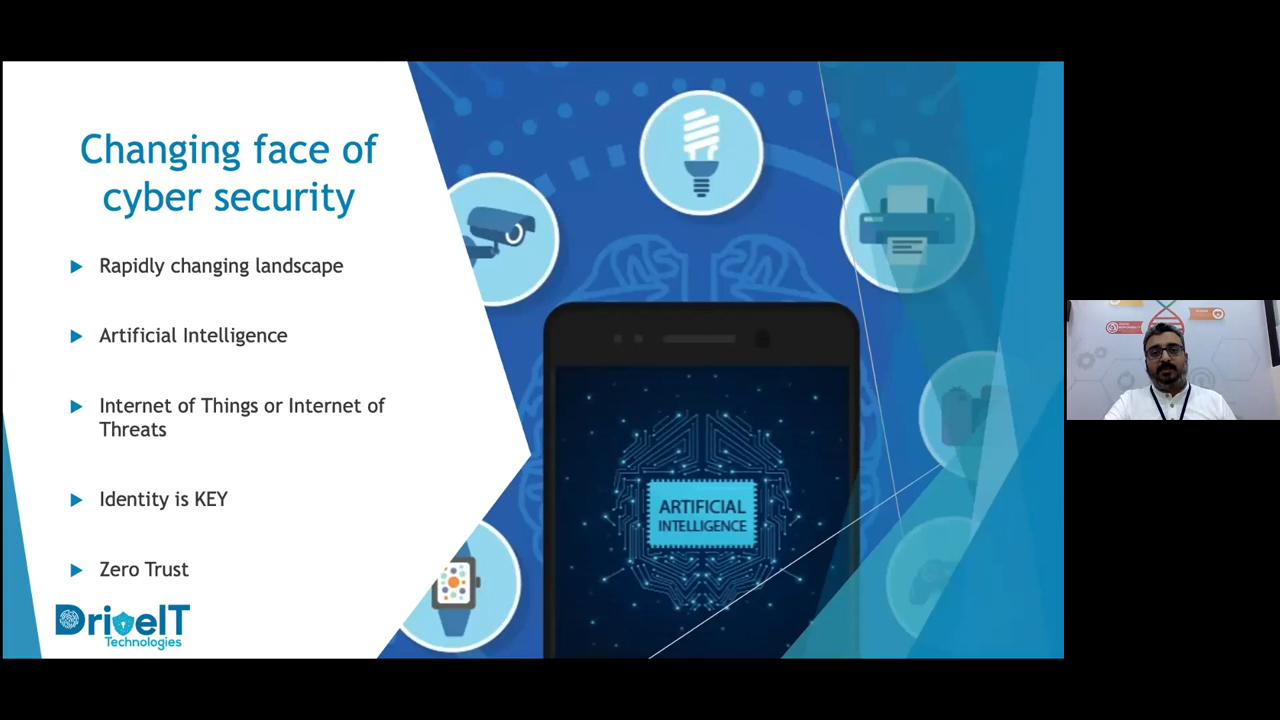 Changing face of
cyber security
Rapidly changing landscape
Artificial Intelligence
Internet of Things or Internet of
Threats
Identity is KEY
Zero Trust
DriveIT
Technologies
ARTIFICIAL
INTELLIGENCE